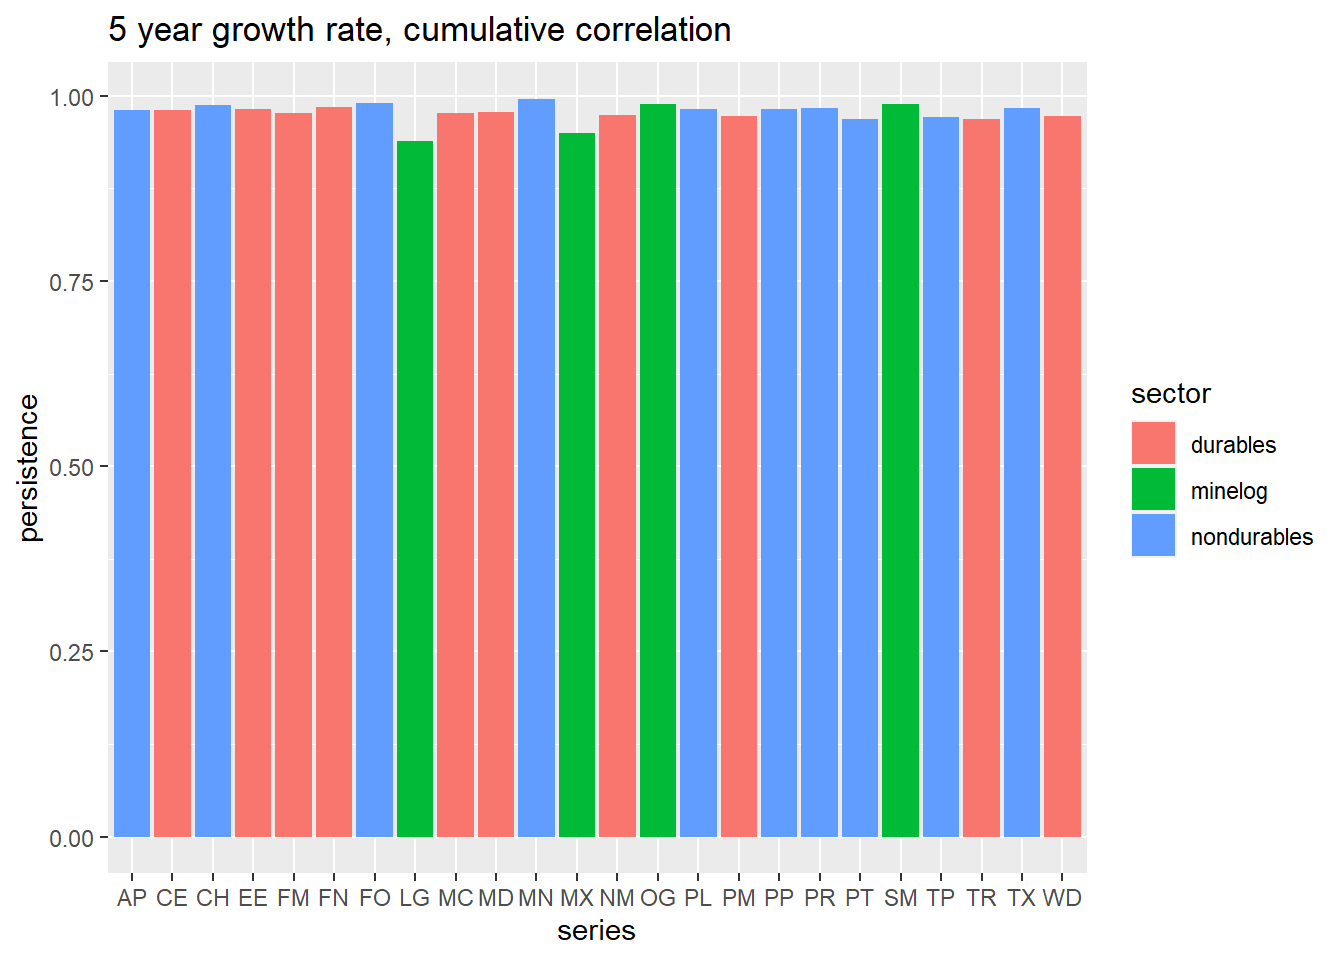 5 year growth rate, cumulative correlation
persistence
1.00
0.75
0.50
0.25
0.00
AP CE CH EE FM FN FO LG MC MD MN MX NM OG PL PM PP PR PT SM TP TR TX WD
series
sector
durables
minelog
nondurables